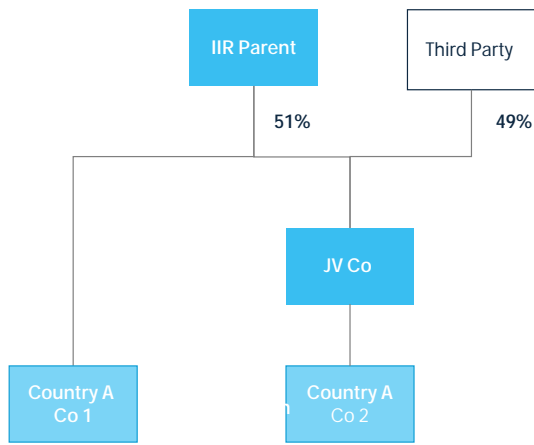 IIR Parent
Third Party
51%
49%
JV Co
Country A
Co 1
Country A
Co 2